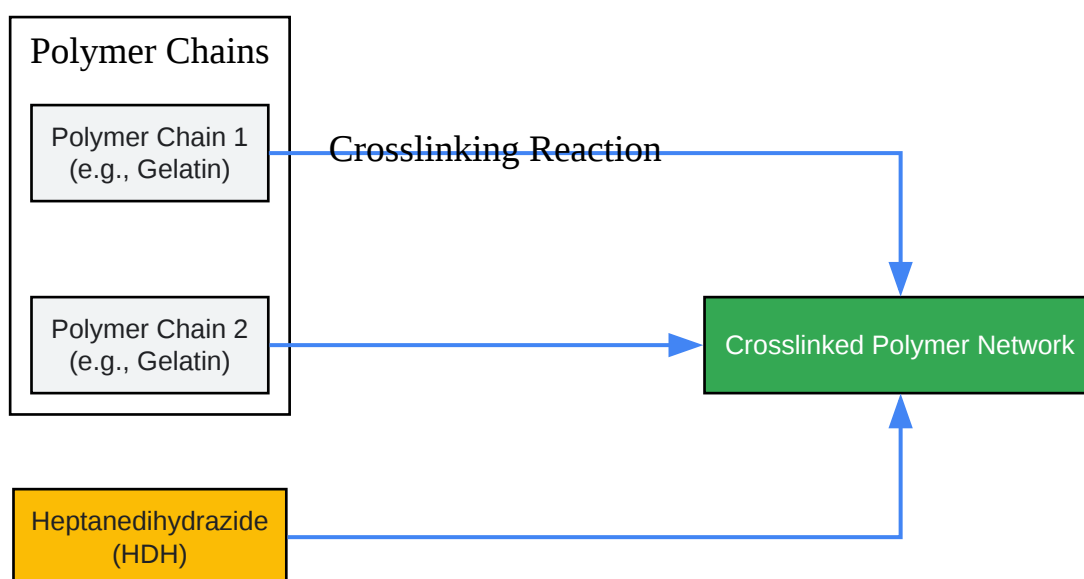 Polymer Chains
Polymer Chain 1
(e.g., Gelatin)
Crosslinking Reaction
Polymer Chain 2
(e.g., Gelatin)
Crosslinked Polymer Network
Heptanedihydrazide
(HDH)